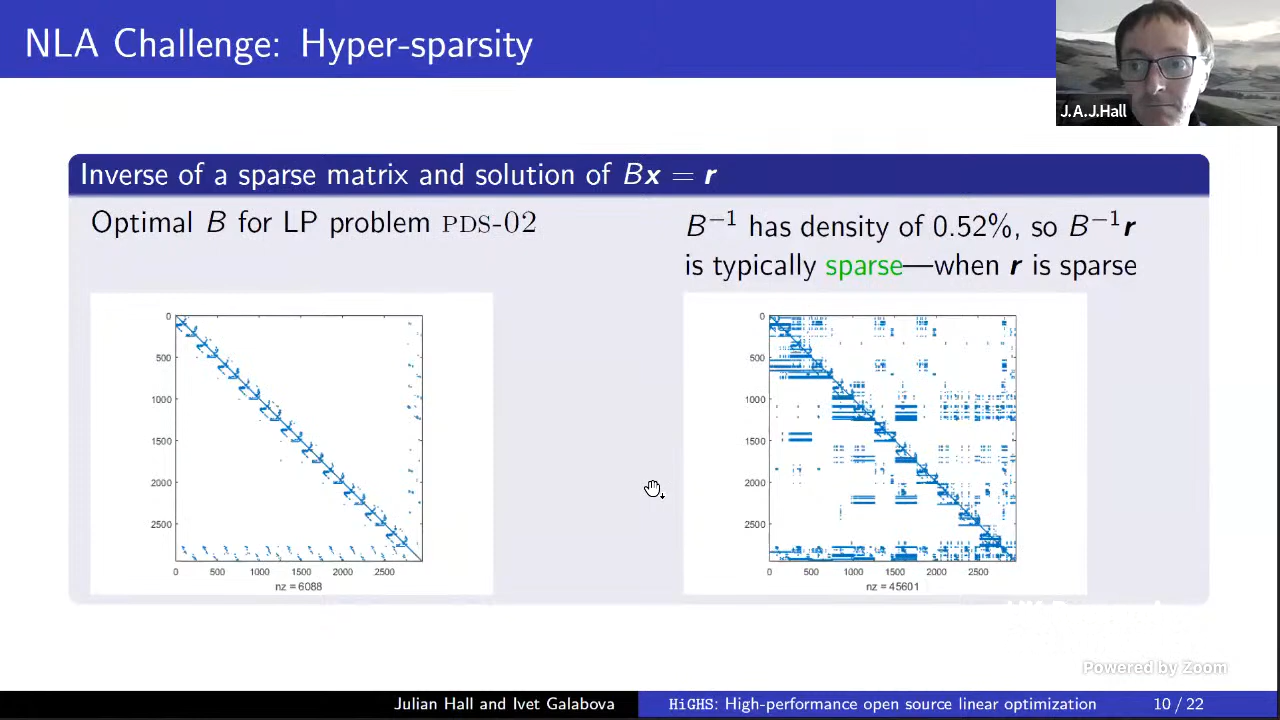 NLA Challenge: Hyper-sparsity
J.A.J.Hall
Inverse of a sparse matrix and solution of Bx = r
Optimal B for LP problem PDS-02
B⁻¹ has density of 0.52%, so B⁻¹r
is typically sparse—when r is sparse
0
500
1000
1500
2000
2500
0 500 1000 1500 2000 2500
nz = 6088
0
500
1000
1500
2000
2500
0 500 1000 1500 2000 2500
nz = 45601
Powered by Zoom
Julian Hall and Ivet Galabova
HiGHS: High-performance open source linear optimization
10 / 22